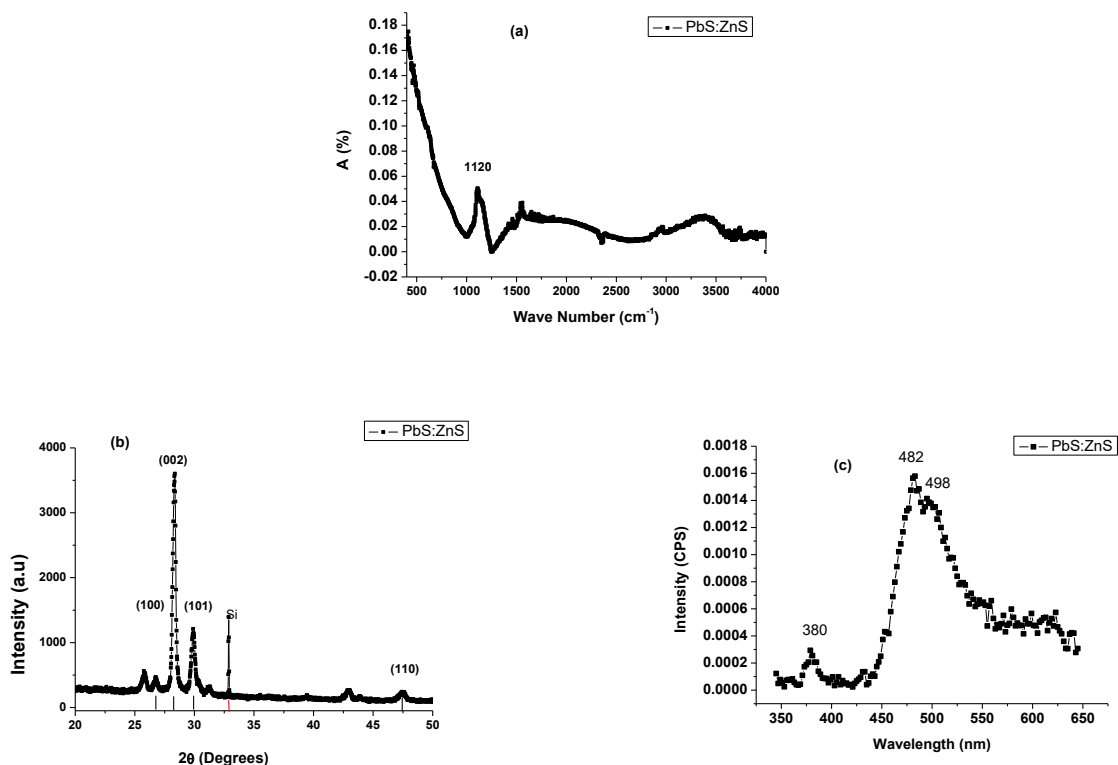 (a)
PbS:ZnS
0.18
0.16
0.14
0.12
0.10
0.08
0.06
0.04
0.02
0.00
-0.02
A (%)
1120
500 1000 1500 2000 2500 3000 3500 4000
Wave Number (cm⁻¹)
(b)
PbS:ZnS
4000
3000
2000
1000
0
Intensity (a.u)
(002)
(100)
(101)
Si
(110)
20 25 30 35 40 45 50
2θ (Degrees)
(c)
PbS:ZnS
0.0018
0.0016
0.0014
0.0012
0.0010
0.0008
0.0006
0.0004
0.0002
0.0000
Intensity (CPS)
482
498
380
350 400 450 500 550 600 650
Wavelength (nm)